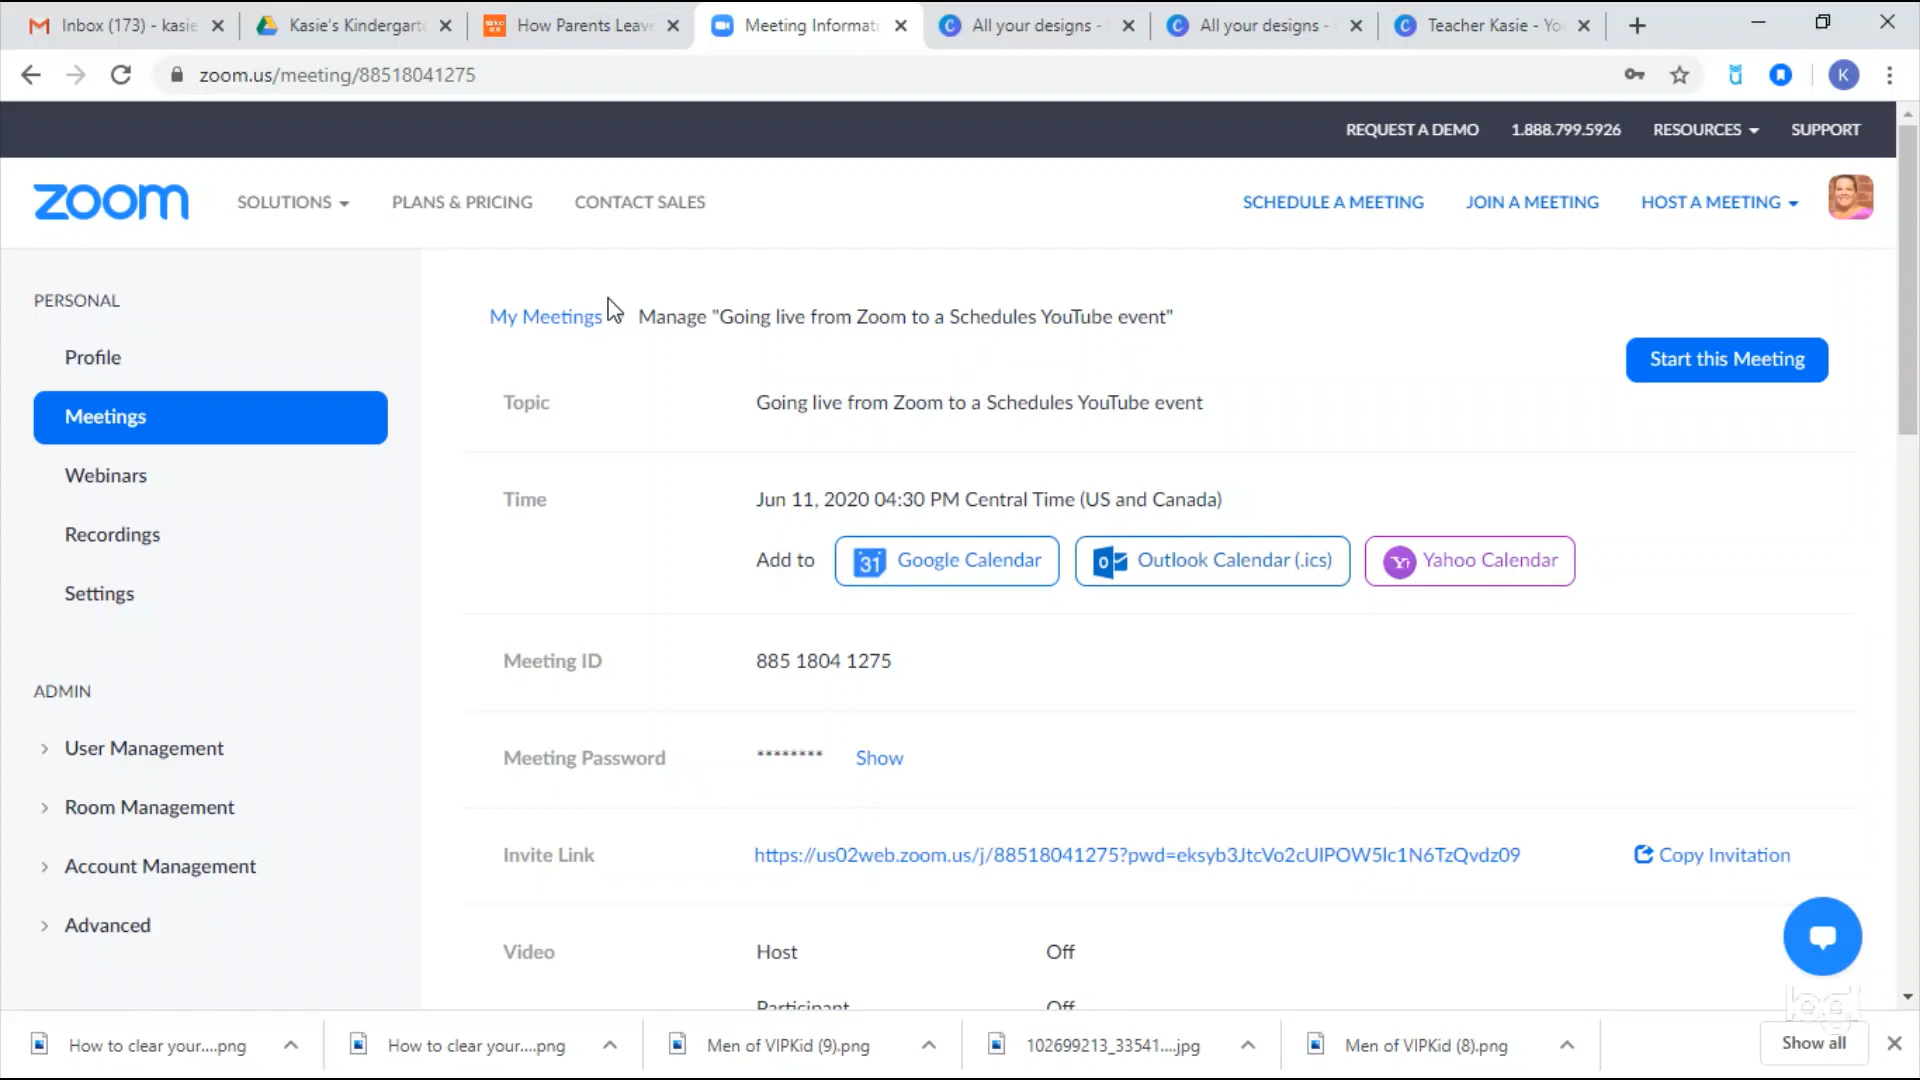 Inbox (173) - kasie
Kasie's Kindergart
How Parents Leave
Meeting Informati
All your designs -
All your designs -
Teacher Kasie - Yo
zoom.us/meeting/88518041275
K
REQUEST A DEMO
1.888.799.5926
RESOURCES
SUPPORT
zoom
SOLUTIONS
PLANS & PRICING
CONTACT SALES
SCHEDULE A MEETING
JOIN A MEETING
HOST A MEETING
PERSONAL
Profile
Meetings
Webinars
Recordings
Settings
ADMIN
User Management
Room Management
Account Management
Advanced
My Meetings
Manage "Going live from Zoom to a Schedules YouTube event"
Start this Meeting
Topic
Going live from Zoom to a Schedules YouTube event
Time
Jun 11, 2020 04:30 PM Central Time (US and Canada)
Add to
31 Google Calendar
Outlook Calendar (.ics)
Yahoo Calendar
Meeting ID
885 1804 1275
Meeting Password
******** Show
Invite Link
https://us02web.zoom.us/j/88518041275?pwd=eksyb3JtcVo2cUlPOW5lc1N6TzQvdz09
Copy Invitation
Video
Host
Off
Participant
Off
How to clear your....png
How to clear your....png
Men of VIPKid (9).png
102699213_33541....jpg
Men of VIPKid (8).png
Show all